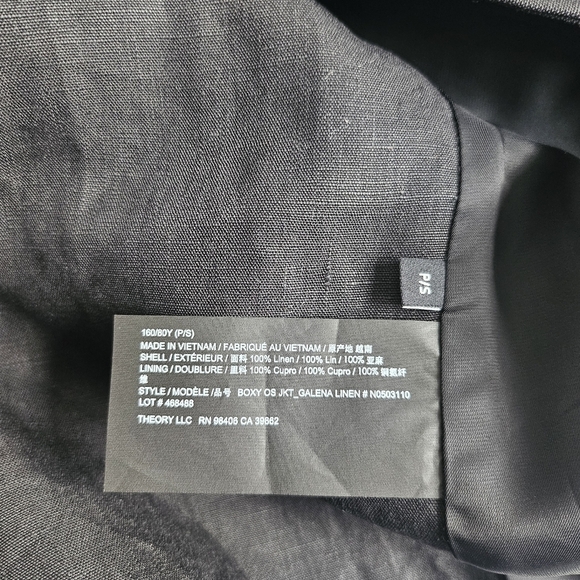 P/S
160/80Y (P/S)
MADE IN VIETNAM / FABRIQUÉ AU VIETNAM / 原产地 越南
SHELL / EXTÉRIEUR / 面料 100% Linen / 100% Lin / 100% 亚麻
LINING / DOUBLURE / 里料 100% Cupro / 100% Cupro / 100% 铜氨纤
维
STYLE / MODÈLE / 品号 BOXY OS JKT_GALENA LINEN # N0503110
LOT # 468488
THEORY LLC RN 98406 CA 39862